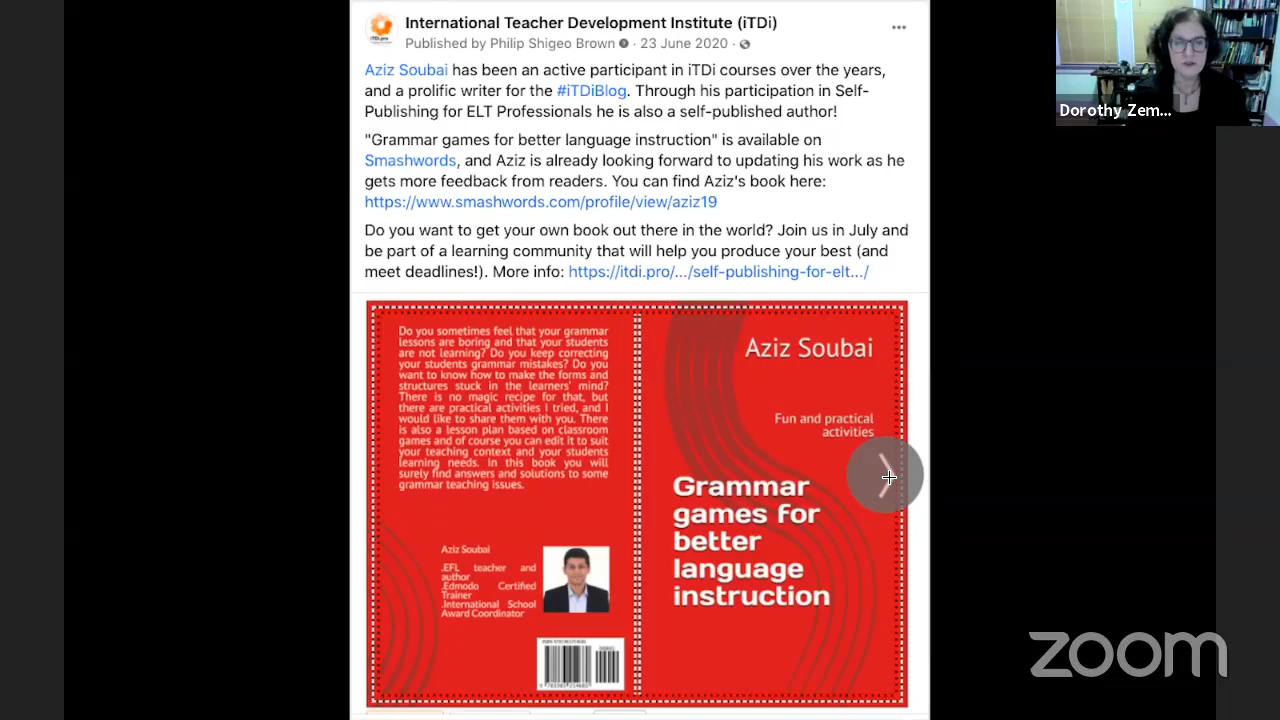 International Teacher Development Institute (iTDi)
Published by Philip Shigeo Brown · 23 June 2020 ·
Aziz Soubai has been an active participant in iTDi courses over the years,
and a prolific writer for the #iTDiBlog. Through his participation in Self-
Publishing for ELT Professionals he is also a self-published author!
"Grammar games for better language instruction" is available on
Smashwords, and Aziz is already looking forward to updating his work as he
gets more feedback from readers. You can find Aziz's book here:
https://www.smashwords.com/profile/view/aziz19
Do you want to get your own book out there in the world? Join us in July and
be part of a learning community that will help you produce your best (and
meet deadlines!). More info: https://itdi.pro/.../self-publishing-for-elt.../
Do you sometimes feel that your grammar
lessons are boring and that your students
are not learning? Do you keep correcting
your students grammar mistakes? Do you
want to know how to make the forms and
structures stuck in the learners' mind?
There is no magic recipe for that, but
there are practical activities I tried, and I
would like to share them with you. There
is also a lesson plan based on classroom
games and of course you can edit it to suit
your teaching context and your students
learning needs. In this book you will
surely find answers and solutions to some
grammar teaching issues.
Aziz Soubai
.EFL teacher and
author
.Edmodo Certified
Trainer
.International School
Award Coordinator
Aziz Soubai
Fun and practical
activities
Grammar
games for
better
language
instruction
Dorothy Zem...
zoom